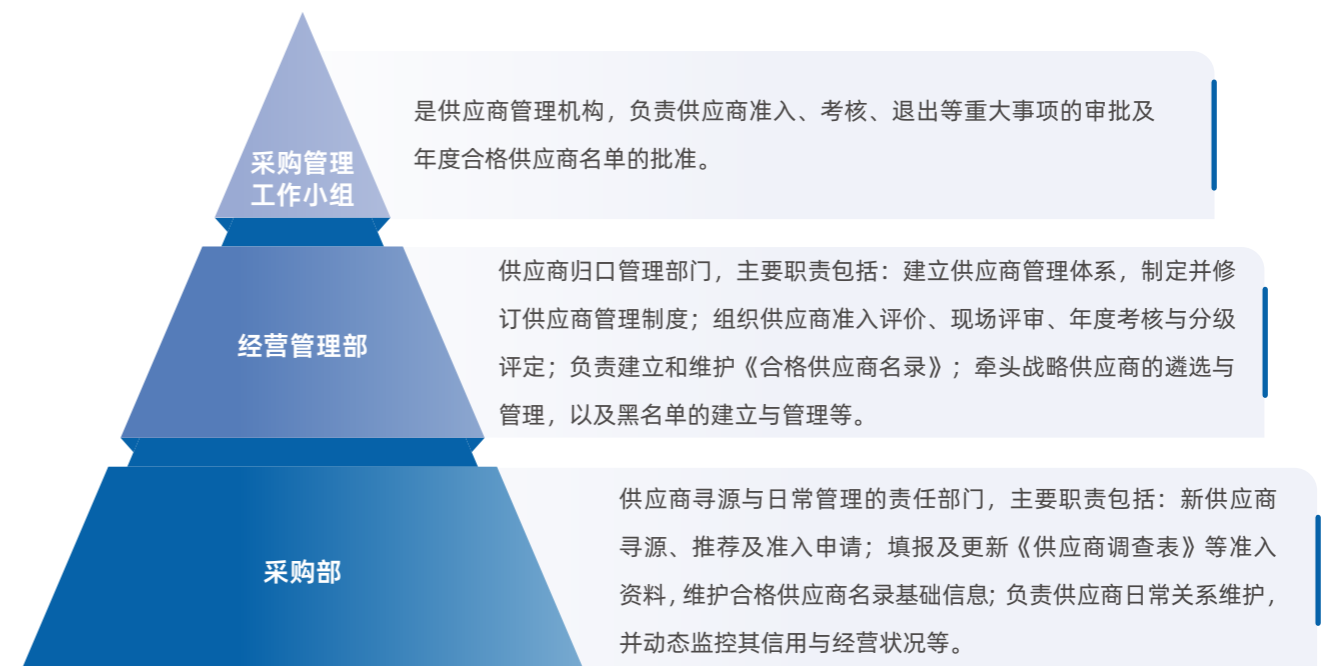 采购管理
工作小组
是供应商管理机构，负责供应商准入、考核、退出等重大事项的审批及
年度合格供应商名单的批准。
经营管理部
供应商归口管理部门，主要职责包括：建立供应商管理体系，制定并修
订供应商管理制度；组织供应商准入评价、现场评审、年度考核与分级
评定；负责建立和维护《合格供应商名录》；牵头战略供应商的遴选与
管理，以及黑名单的建立与管理等。
采购部
供应商寻源与日常管理的责任部门，主要职责包括：新供应商
寻源、推荐及准入申请；填报及更新《供应商调查表》等准入
资料，维护合格供应商名录基础信息；负责供应商日常关系维护，
并动态监控其信用与经营状况等。